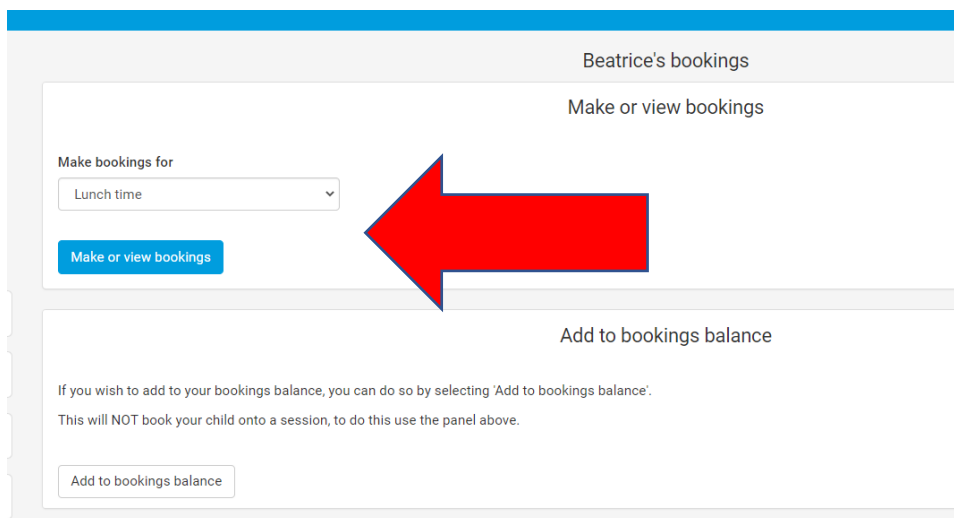 Beatrice's bookings
Make or view bookings
Make bookings for
Lunch time
Make or view bookings
Add to bookings balance
If you wish to add to your bookings balance, you can do so by selecting 'Add to bookings balance'.
This will NOT book your child onto a session, to do this use the panel above.
Add to bookings balance